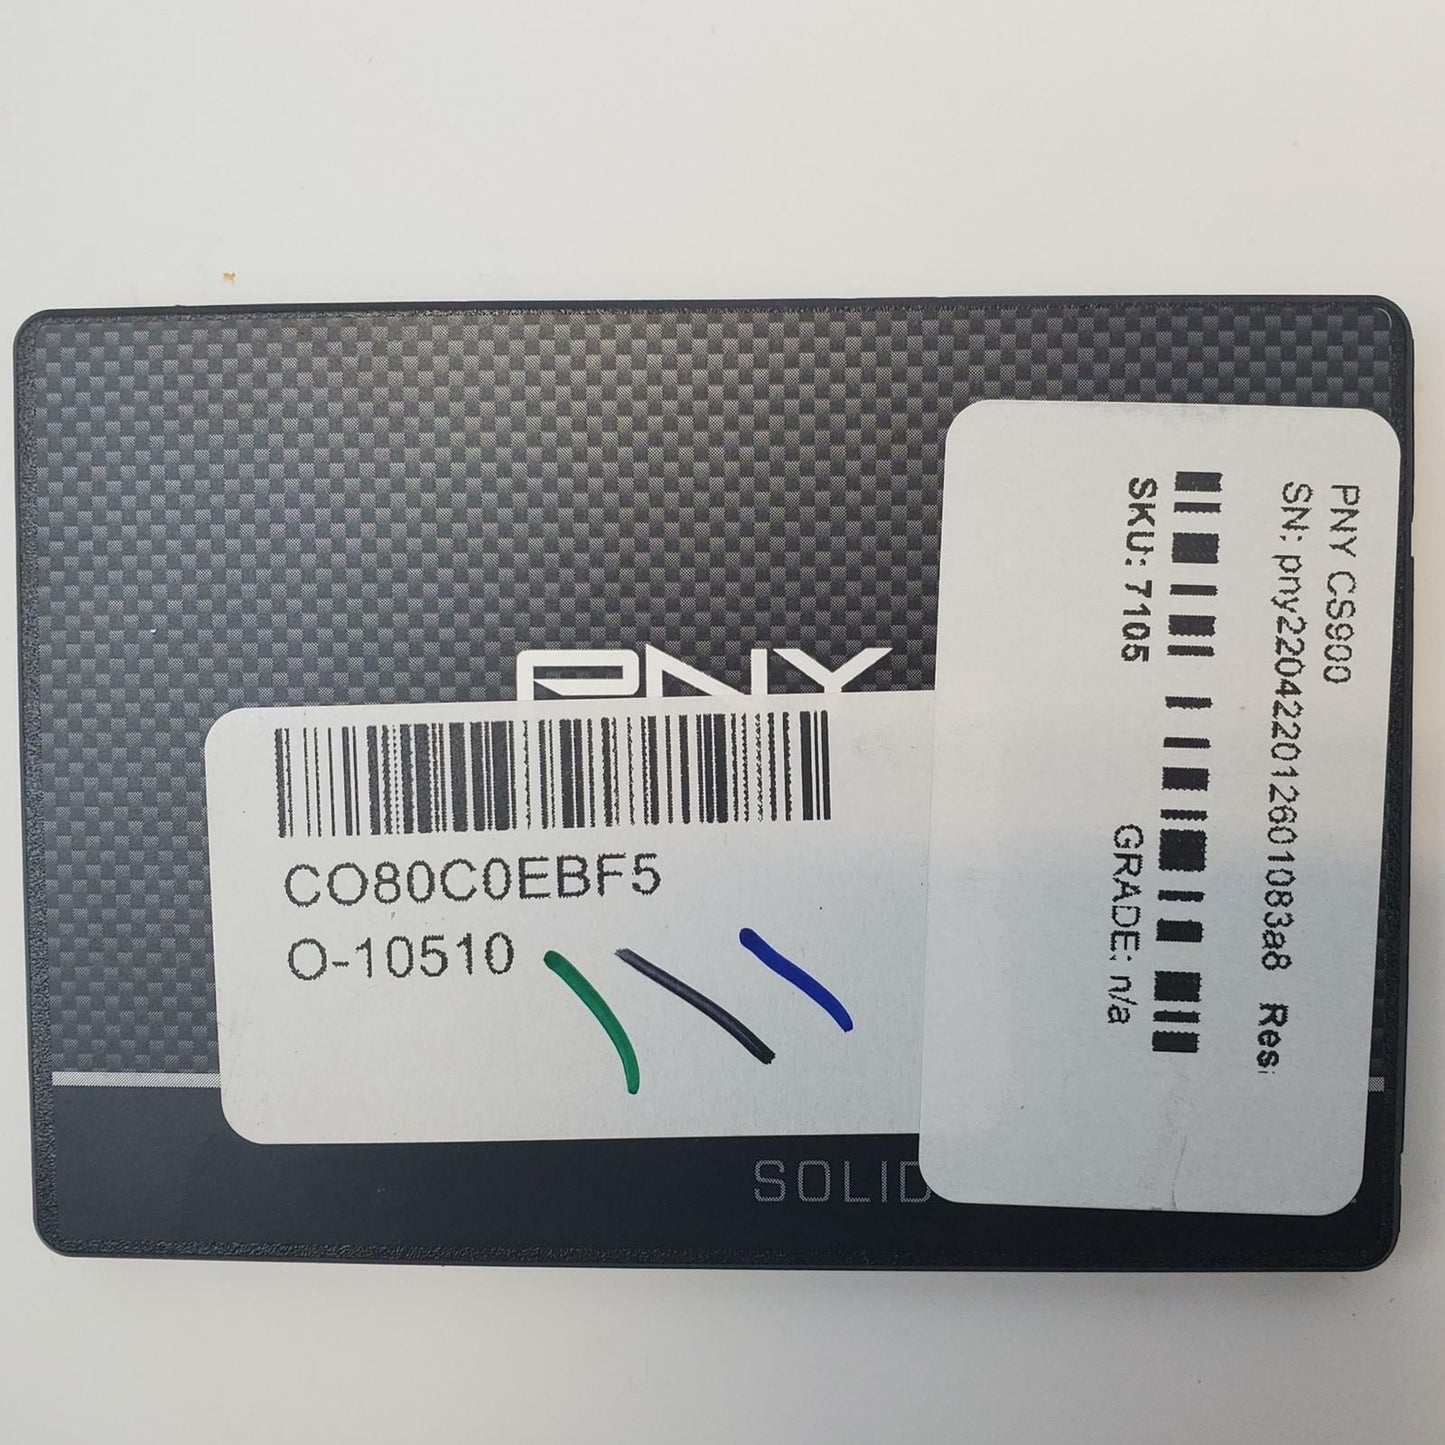 PNY
CO80C0EBF5
O-10510
SOLID
PNY CS900
SN: pny220422012601083a8 Res
SKU: 7105 GRADE: n/a